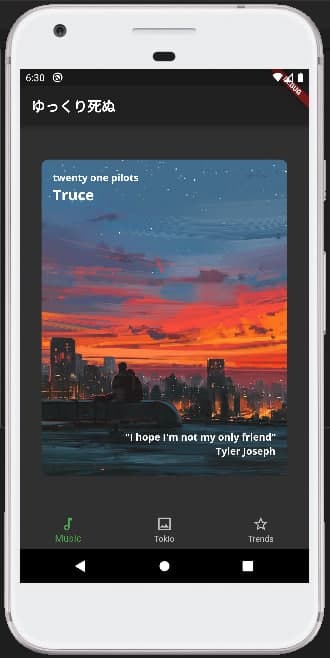 6:30
DEBUG
ゆっくり死ぬ
twenty one pilots
Truce
"I hope I'm not my only friend"
Tyler Joseph
Music
Tokio
Trends